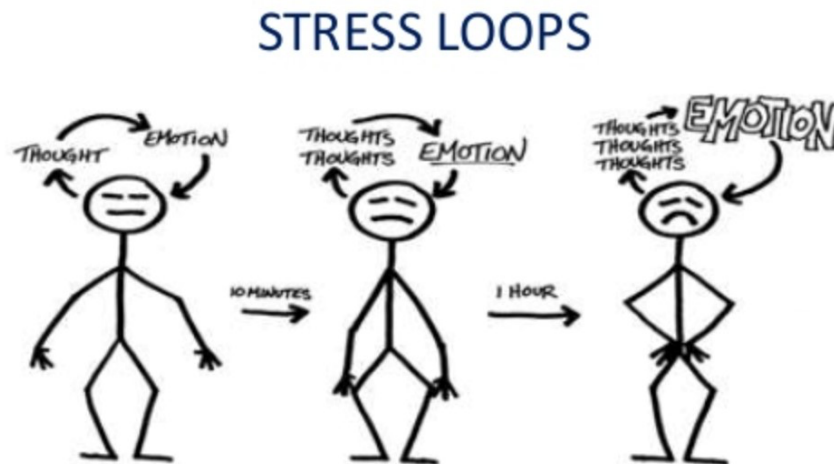 STRESS LOOPS
THOUGHT
EMOTION
10 MINUTES
THOUGHTS
THOUGHTS
EMOTION
1 HOUR
THOUGHTS
THOUGHTS
THOUGHTS
EMOTION